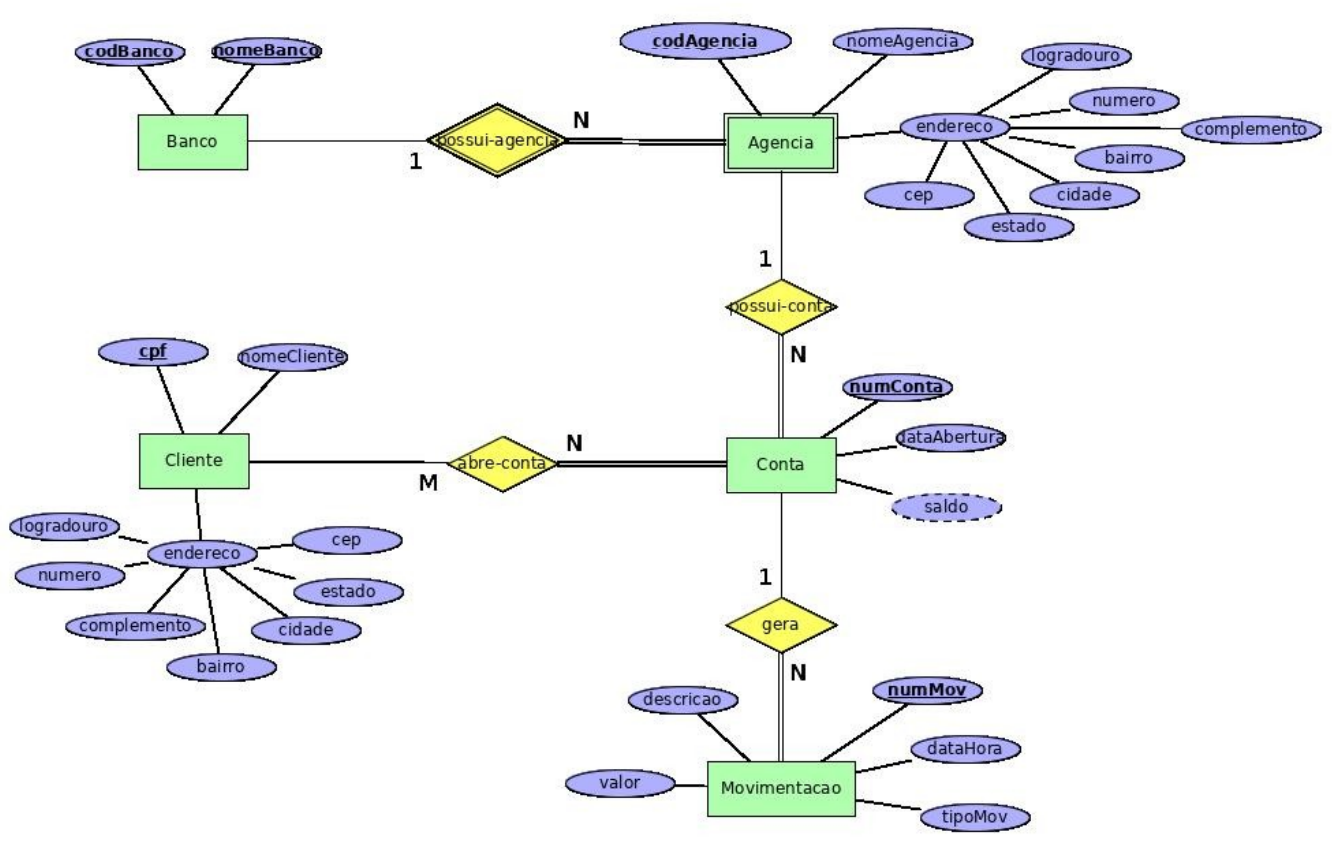 codBanco
nomeBanco
codAgencia
nomeAgencia
logradouro
numero
endereco
complemento
Banco
possui-agencia
N
1
Agencia
bairro
cep
cidade
estado
1
possui-conta
N
cpf
nomeCliente
numConta
Cliente
abre-conta
N
M
Conta
dataAbertura
saldo
logradouro
endereco
cep
numero
estado
complemento
cidade
bairro
1
gera
N
descricao
numMov
dataHora
valor
Movimentacao
tipoMov